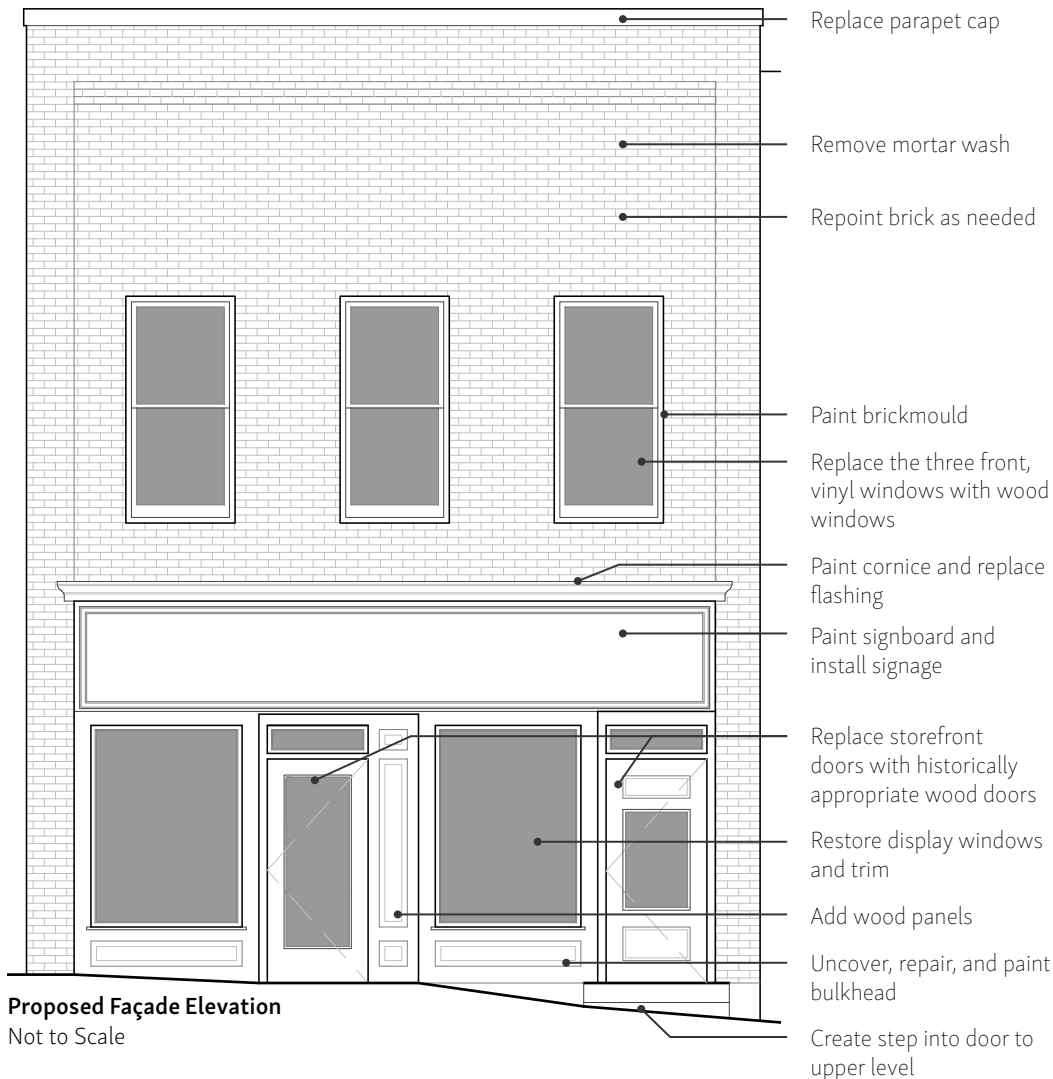 Replace parapet cap
Remove mortar wash
Repoint brick as needed
Paint brickmould
Replace the three front,
vinyl windows with wood
windows
Paint cornice and replace
flashing
Paint signboard and
install signage
Replace storefront
doors with historically
appropriate wood doors
Restore display windows
and trim
Add wood panels
Uncover, repair, and paint
bulkhead
Create step into door to
upper level
Proposed Façade Elevation
Not to Scale